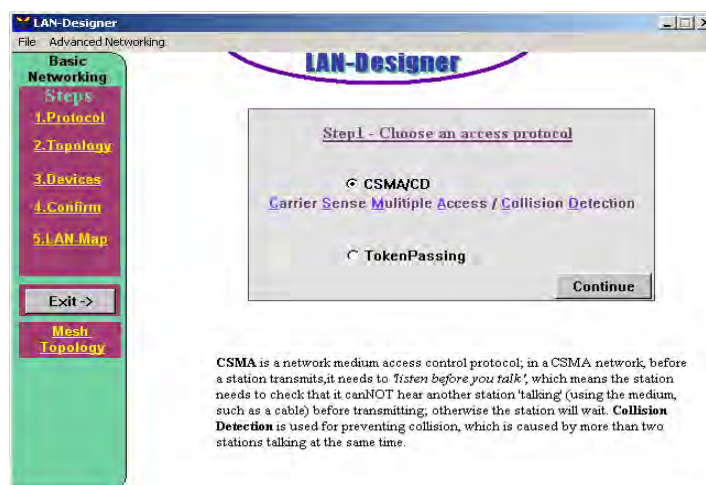 LAN-Designer
File Advanced Networking
Basic
Networking
Steps
1.Protocol
2.Topology
3.Devices
4.Confirm
5.LAN-Map
Exit ->
Mesh
Topology
LAN-Designer
Step1 - Choose an access protocol
CSMA/CD
Carrier Sense Mulitiple Access / Collision Detection
TokenPassing
Continue
CSMA is a network medium access control protocol; in a CSMA network, before
a station transmits,it needs to 'listen before you talk', which means the station
needs to check that it canNOT hear another station 'talking' (using the medium,
such as a cable) before transmitting; otherwise the station will wait. Collision
Detection is used for preventing collision, which is caused by more than two
stations talking at the same time.